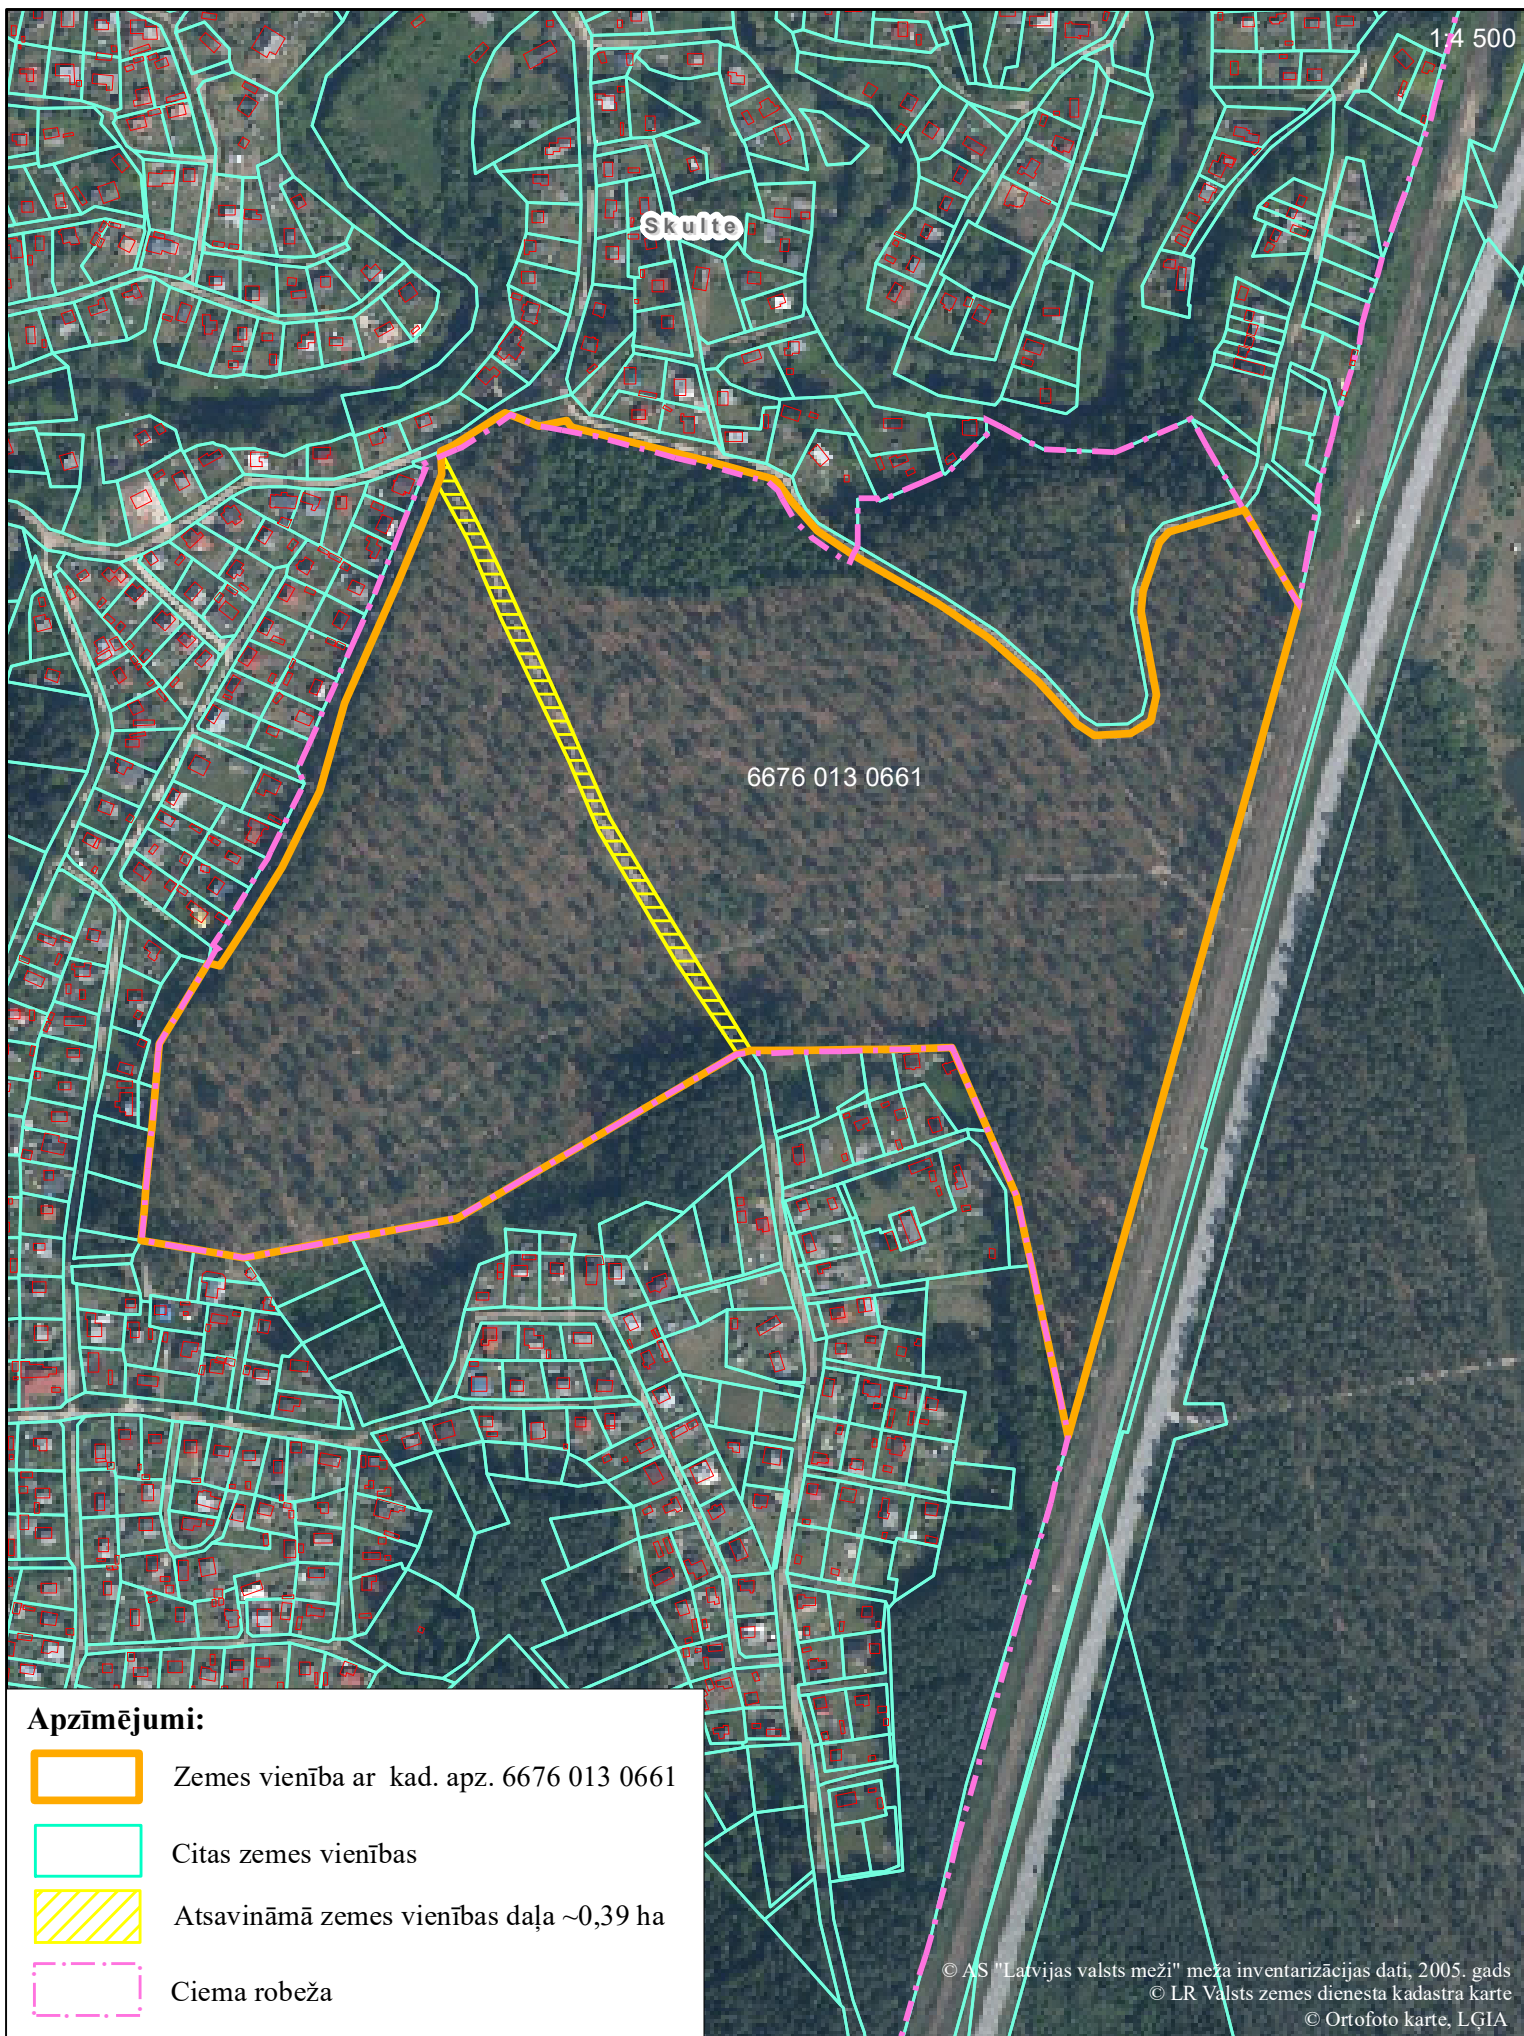 1:4 500
Skulte
6676 013 0661
Apzīmējumi:
Zemes vienība ar kad. apz. 6676 013 0661
Citas zemes vienības
Atsavināmā zemes vienības daļa ~0,39 ha
Ciema robeža
© AS "Latvijas valsts meži" meža inventarizācijas dati, 2005. gads
© LR Valsts zemes dienesta kadastra karte
© Ortofoto karte, LĢIA